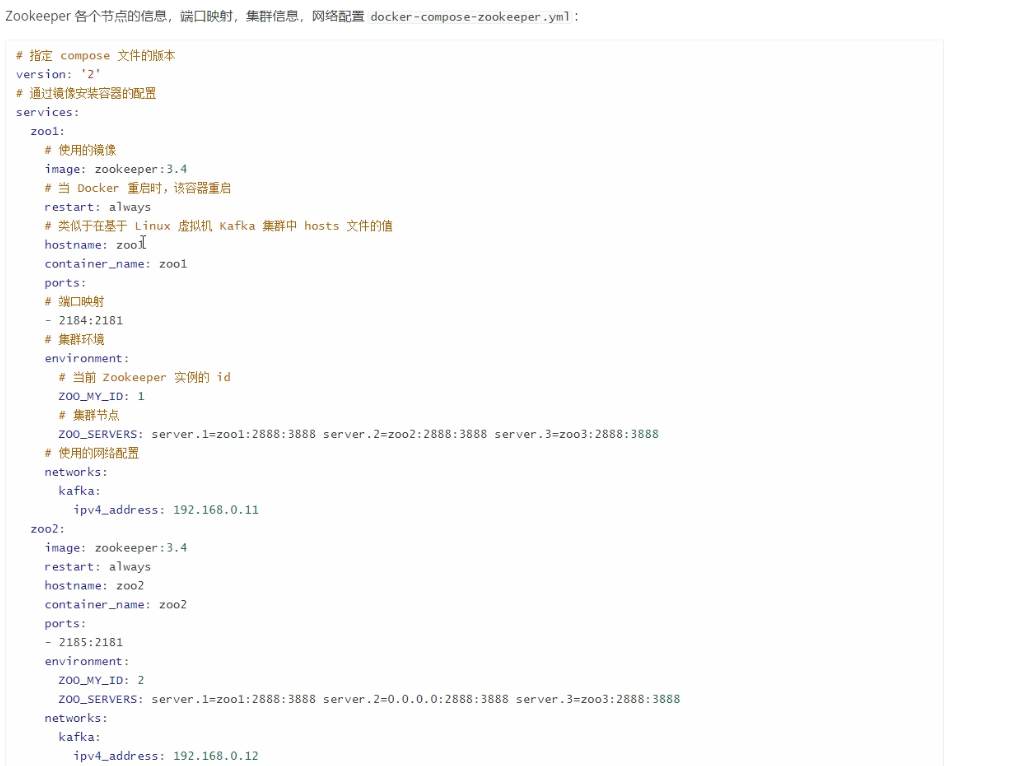 Zookeeper 各个节点的信息，端口映射，集群信息，网络配置 docker-compose-zookeeper.yml：
# 指定 compose 文件的版本
version: '2'
# 通过镜像安装容器的配置
services:
  zoo1:
    # 使用的镜像
    image: zookeeper:3.4
    # 当 Docker 重启时，该容器重启
    restart: always
    # 类似于在基于 Linux 虚拟机 Kafka 集群中 hosts 文件的值
    hostname: zoo1
    container_name: zoo1
    ports:
    # 端口映射
    - 2184:2181
    # 集群环境
    environment:
      # 当前 Zookeeper 实例的 id
      ZOO_MY_ID: 1
      # 集群节点
      ZOO_SERVERS: server.1=zoo1:2888:3888 server.2=zoo2:2888:3888 server.3=zoo3:2888:3888
    # 使用的网络配置
    networks:
      kafka:
        ipv4_address: 192.168.0.11
  zoo2:
    image: zookeeper:3.4
    restart: always
    hostname: zoo2
    container_name: zoo2
    ports:
    - 2185:2181
    environment:
      ZOO_MY_ID: 2
      ZOO_SERVERS: server.1=zoo1:2888:3888 server.2=0.0.0.0:2888:3888 server.3=zoo3:2888:3888
    networks:
      kafka:
        ipv4_address: 192.168.0.12